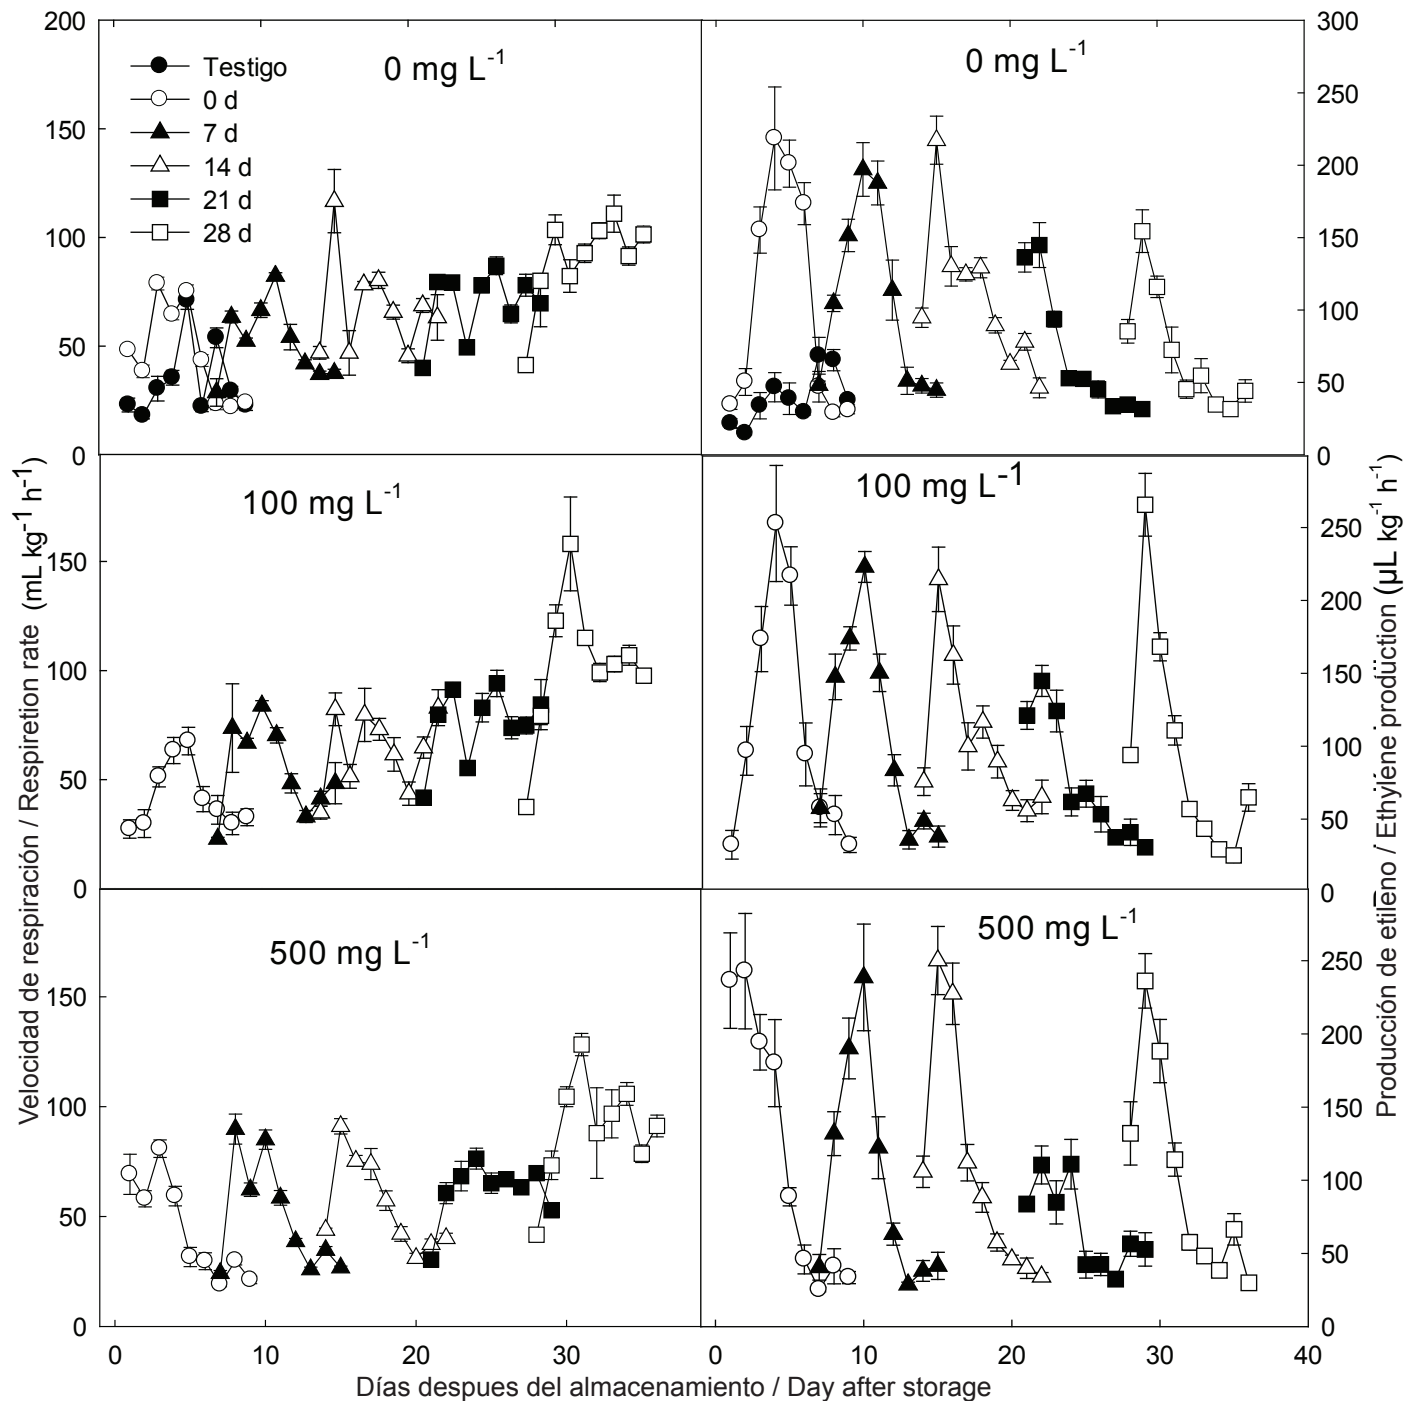 200
150
100
50
0
Testigo
0 d
7 d
14 d
21 d
28 d
0 mg L⁻¹
0 mg L⁻¹
300
250
200
150
100
50
0
100 mg L⁻¹
150
100
50
0
100 mg L⁻¹
250
200
150
100
50
0
500 mg L⁻¹
150
100
50
0
500 mg L⁻¹
250
200
150
100
50
0
0
10
20
30
0
10
20
30
40
Velocidad de respiración / Respiretion rate (mL kg⁻¹ h⁻¹)
Producción de etileno / Ethylene production (µL kg⁻¹ h⁻¹)
Días despues del almacenamiento / Day after storage